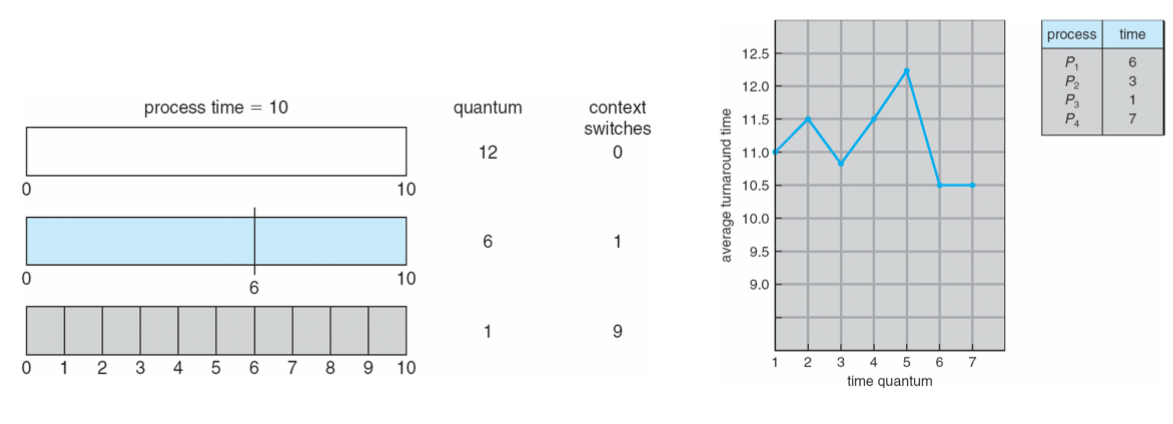 process time = 10
quantum
context
switches
12
0
0
10
6
1
0
6
10
1
9
0 1 2 3 4 5 6 7 8 9 10
average turnaround time
12.5
12.0
11.5
11.0
10.5
10.0
9.5
9.0
1 2 3 4 5 6 7
time quantum
process time
P1 6
P2 3
P3 1
P4 7